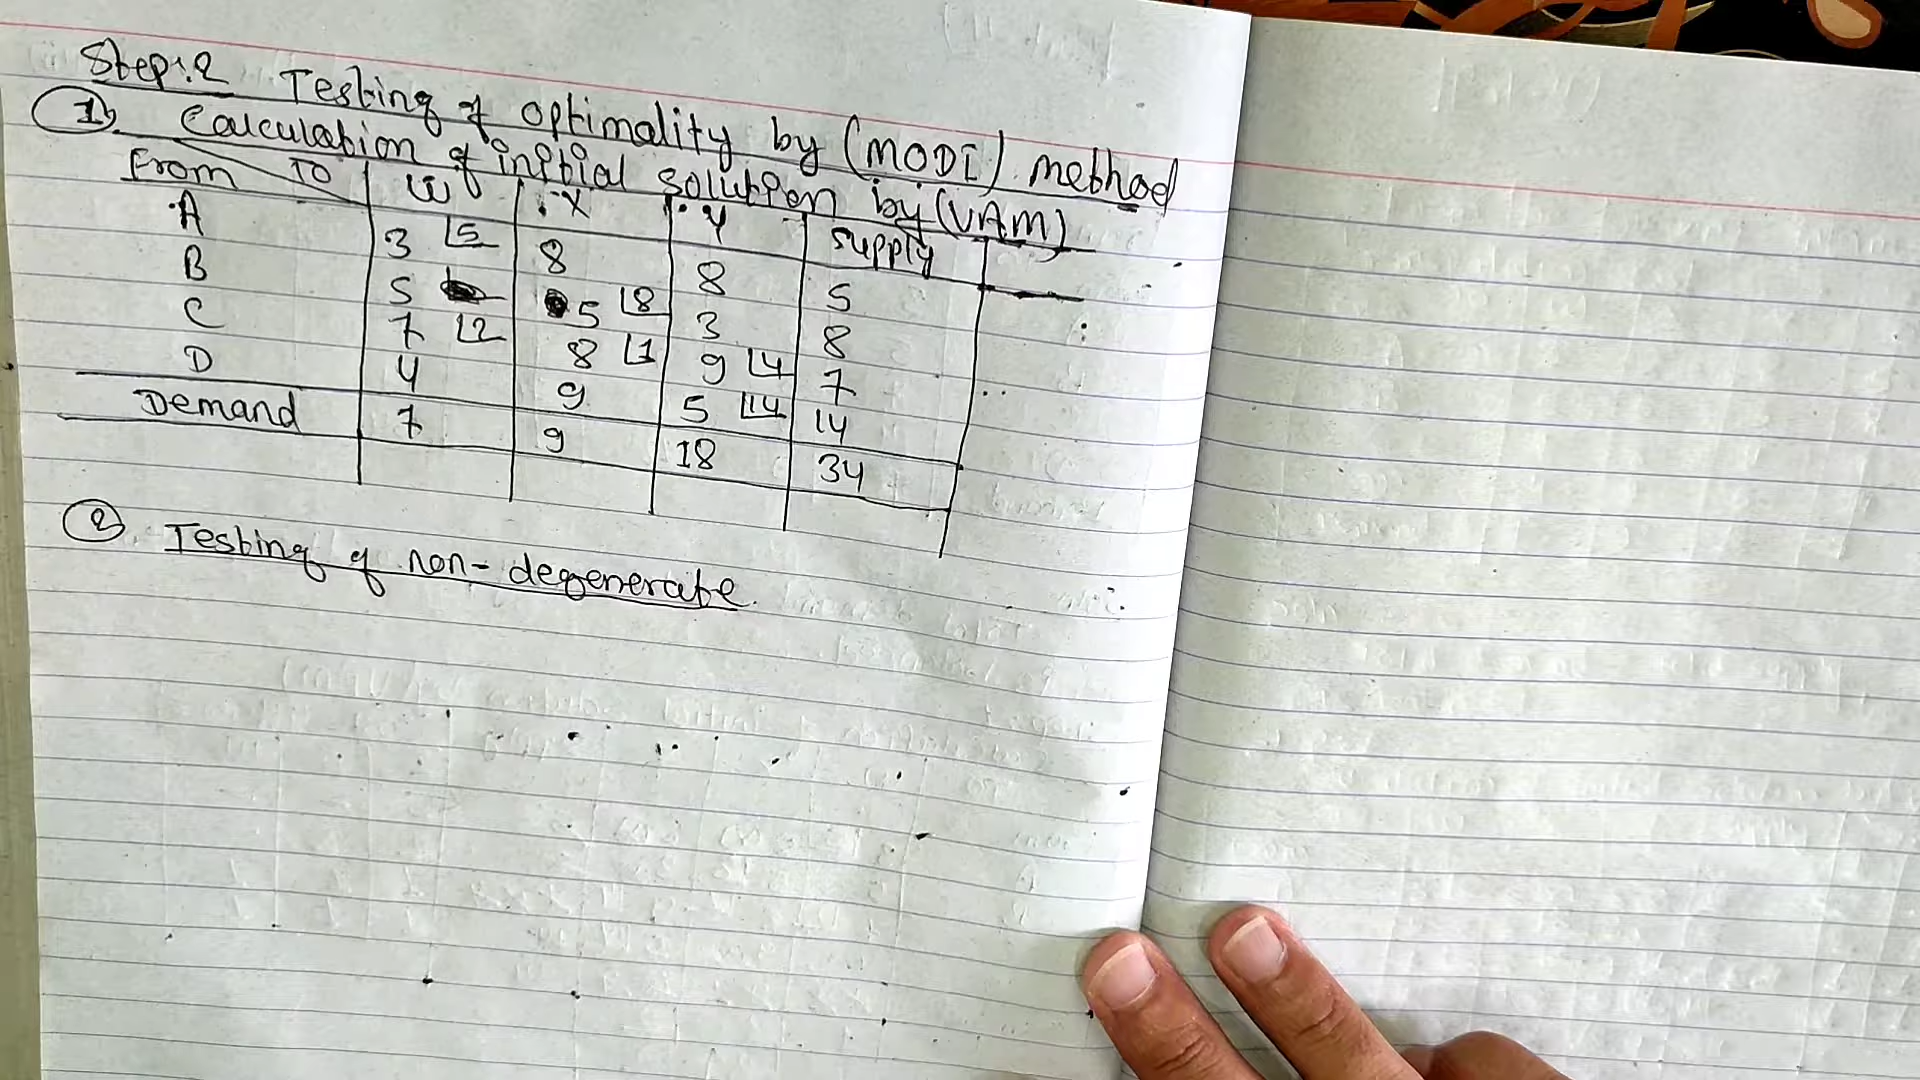 Step:2 Testing of optimality by (MODI) method
1) Calculation of initial solution by (VAM)
From TO W X Y supply
A 3 5 8 8 5
B 5 5 8 3 8
C 7 2 8 1 9 4 7
D 4 9 5 14 14
Demand 7 9 18 34
2 Testing of non-degenerate.